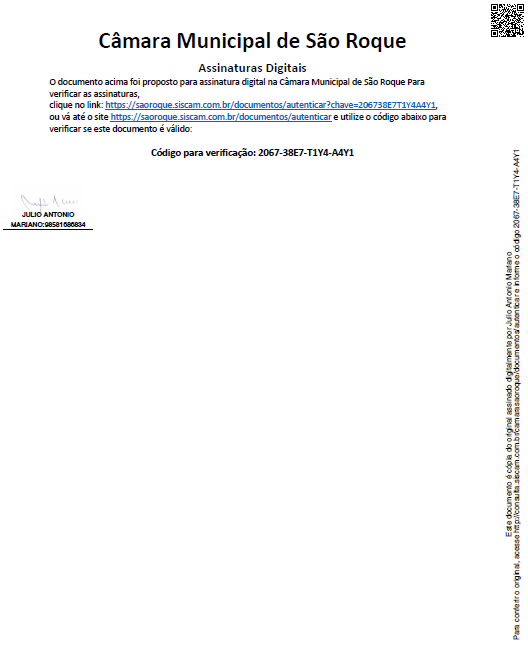 Câmara Municipal de São Roque
Assinaturas Digitais
O documento acima foi proposto para assinatura digital na Câmara Municipal de São Roque Para
verificar as assinaturas,
clique no link: https://saoroque.siscam.com.br/documentos/autenticar?chave=206738E7T1Y4A4Y1,
ou vá até o site https://saoroque.siscam.com.br/documentos/autenticar e utilize o código abaixo para
verificar se este documento é válido:
Código para verificação: 2067-38E7-T1Y4-A4Y1
JULIO ANTONIO
MARIANO:98581686834
Este documento é cópia do original assinado digitalmente por Julio Antonio Mariano
Para conferir o original, acesse http://consulta.siscam.com.br/camarasaoroque/documentos/autenticar e informe o código 2067-38E7-T1Y4-A4Y1